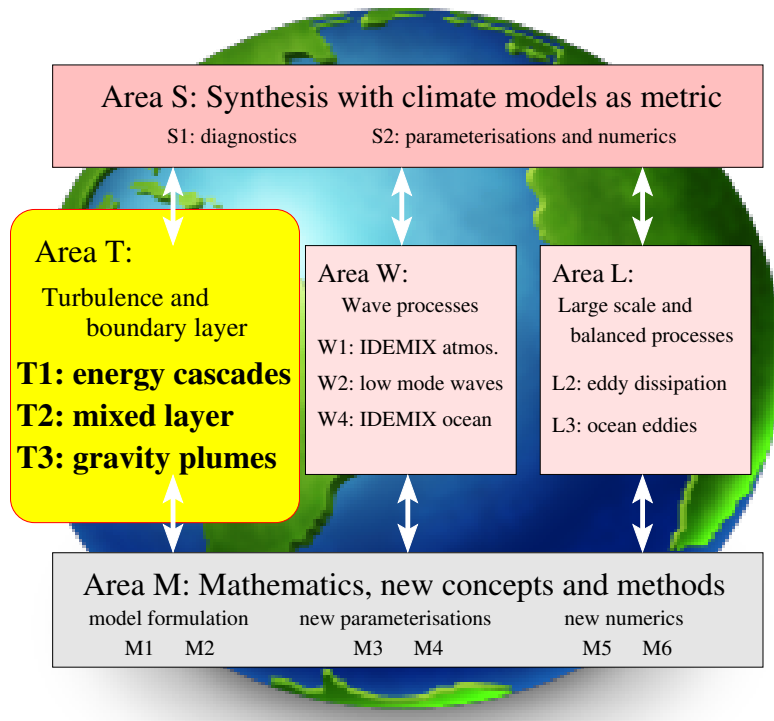 Area S: Synthesis with climate models as metric
S1: diagnostics S2: parameterisations and numerics
Area T:
Turbulence and
boundary layer
T1: energy cascades
T2: mixed layer
T3: gravity plumes
Area W:
Wave processes
W1: IDEMIX atmos.
W2: low mode waves
W4: IDEMIX ocean
Area L:
Large scale and
balanced processes
L2: eddy dissipation
L3: ocean eddies
Area M: Mathematics, new concepts and methods
model formulation new parameterisations new numerics
M1 M2 M3 M4 M5 M6